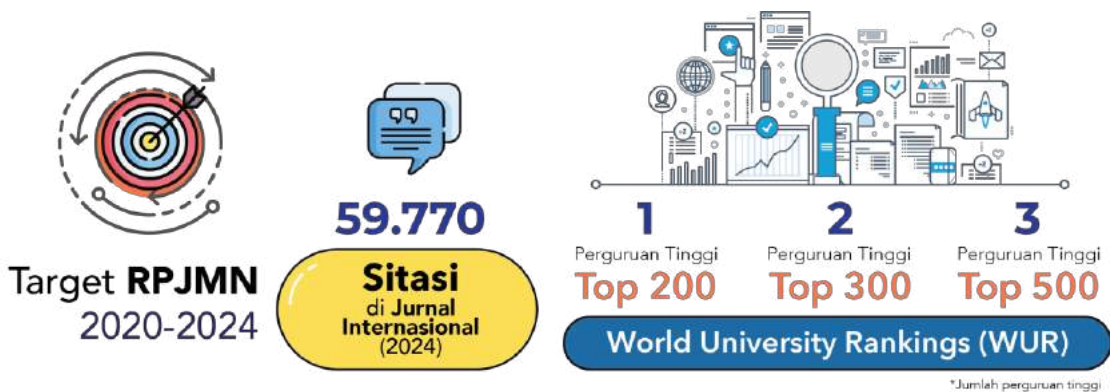 Target RPJMN
2020-2024
59.770
Sitasi
di Jurnal
Internasional
(2024)
1
Perguruan Tinggi
Top 200
2
Perguruan Tinggi
Top 300
3
Perguruan Tinggi
Top 500
World University Rankings (WUR)
*Jumlah perguruan tinggi